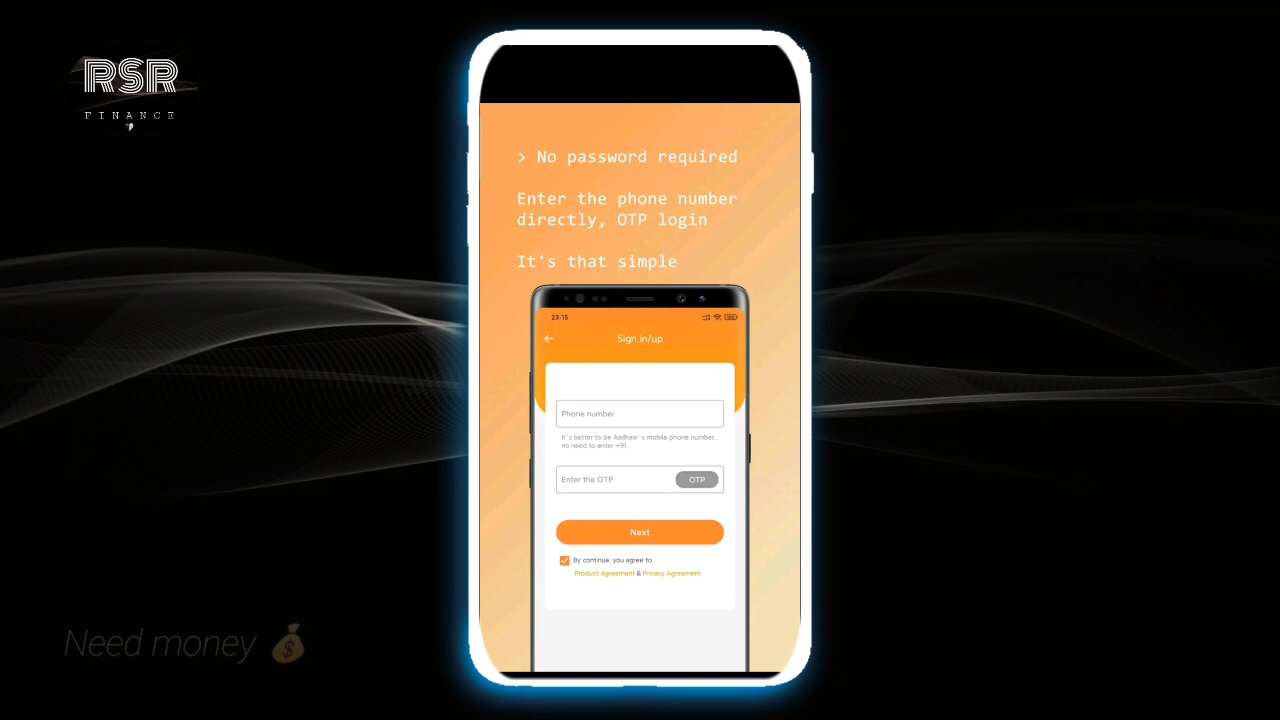 RSR
FINANCE
> No password required
Enter the phone number
directly, OTP login
It's that simple
23:15
Sign in/up
Phone number
It's better to be Aadhaar's mobile phone number,
no need to enter +91.
Enter the OTP
OTP
Next
By continue, you agree to
Product Agreement & Privacy Agreement
Need money